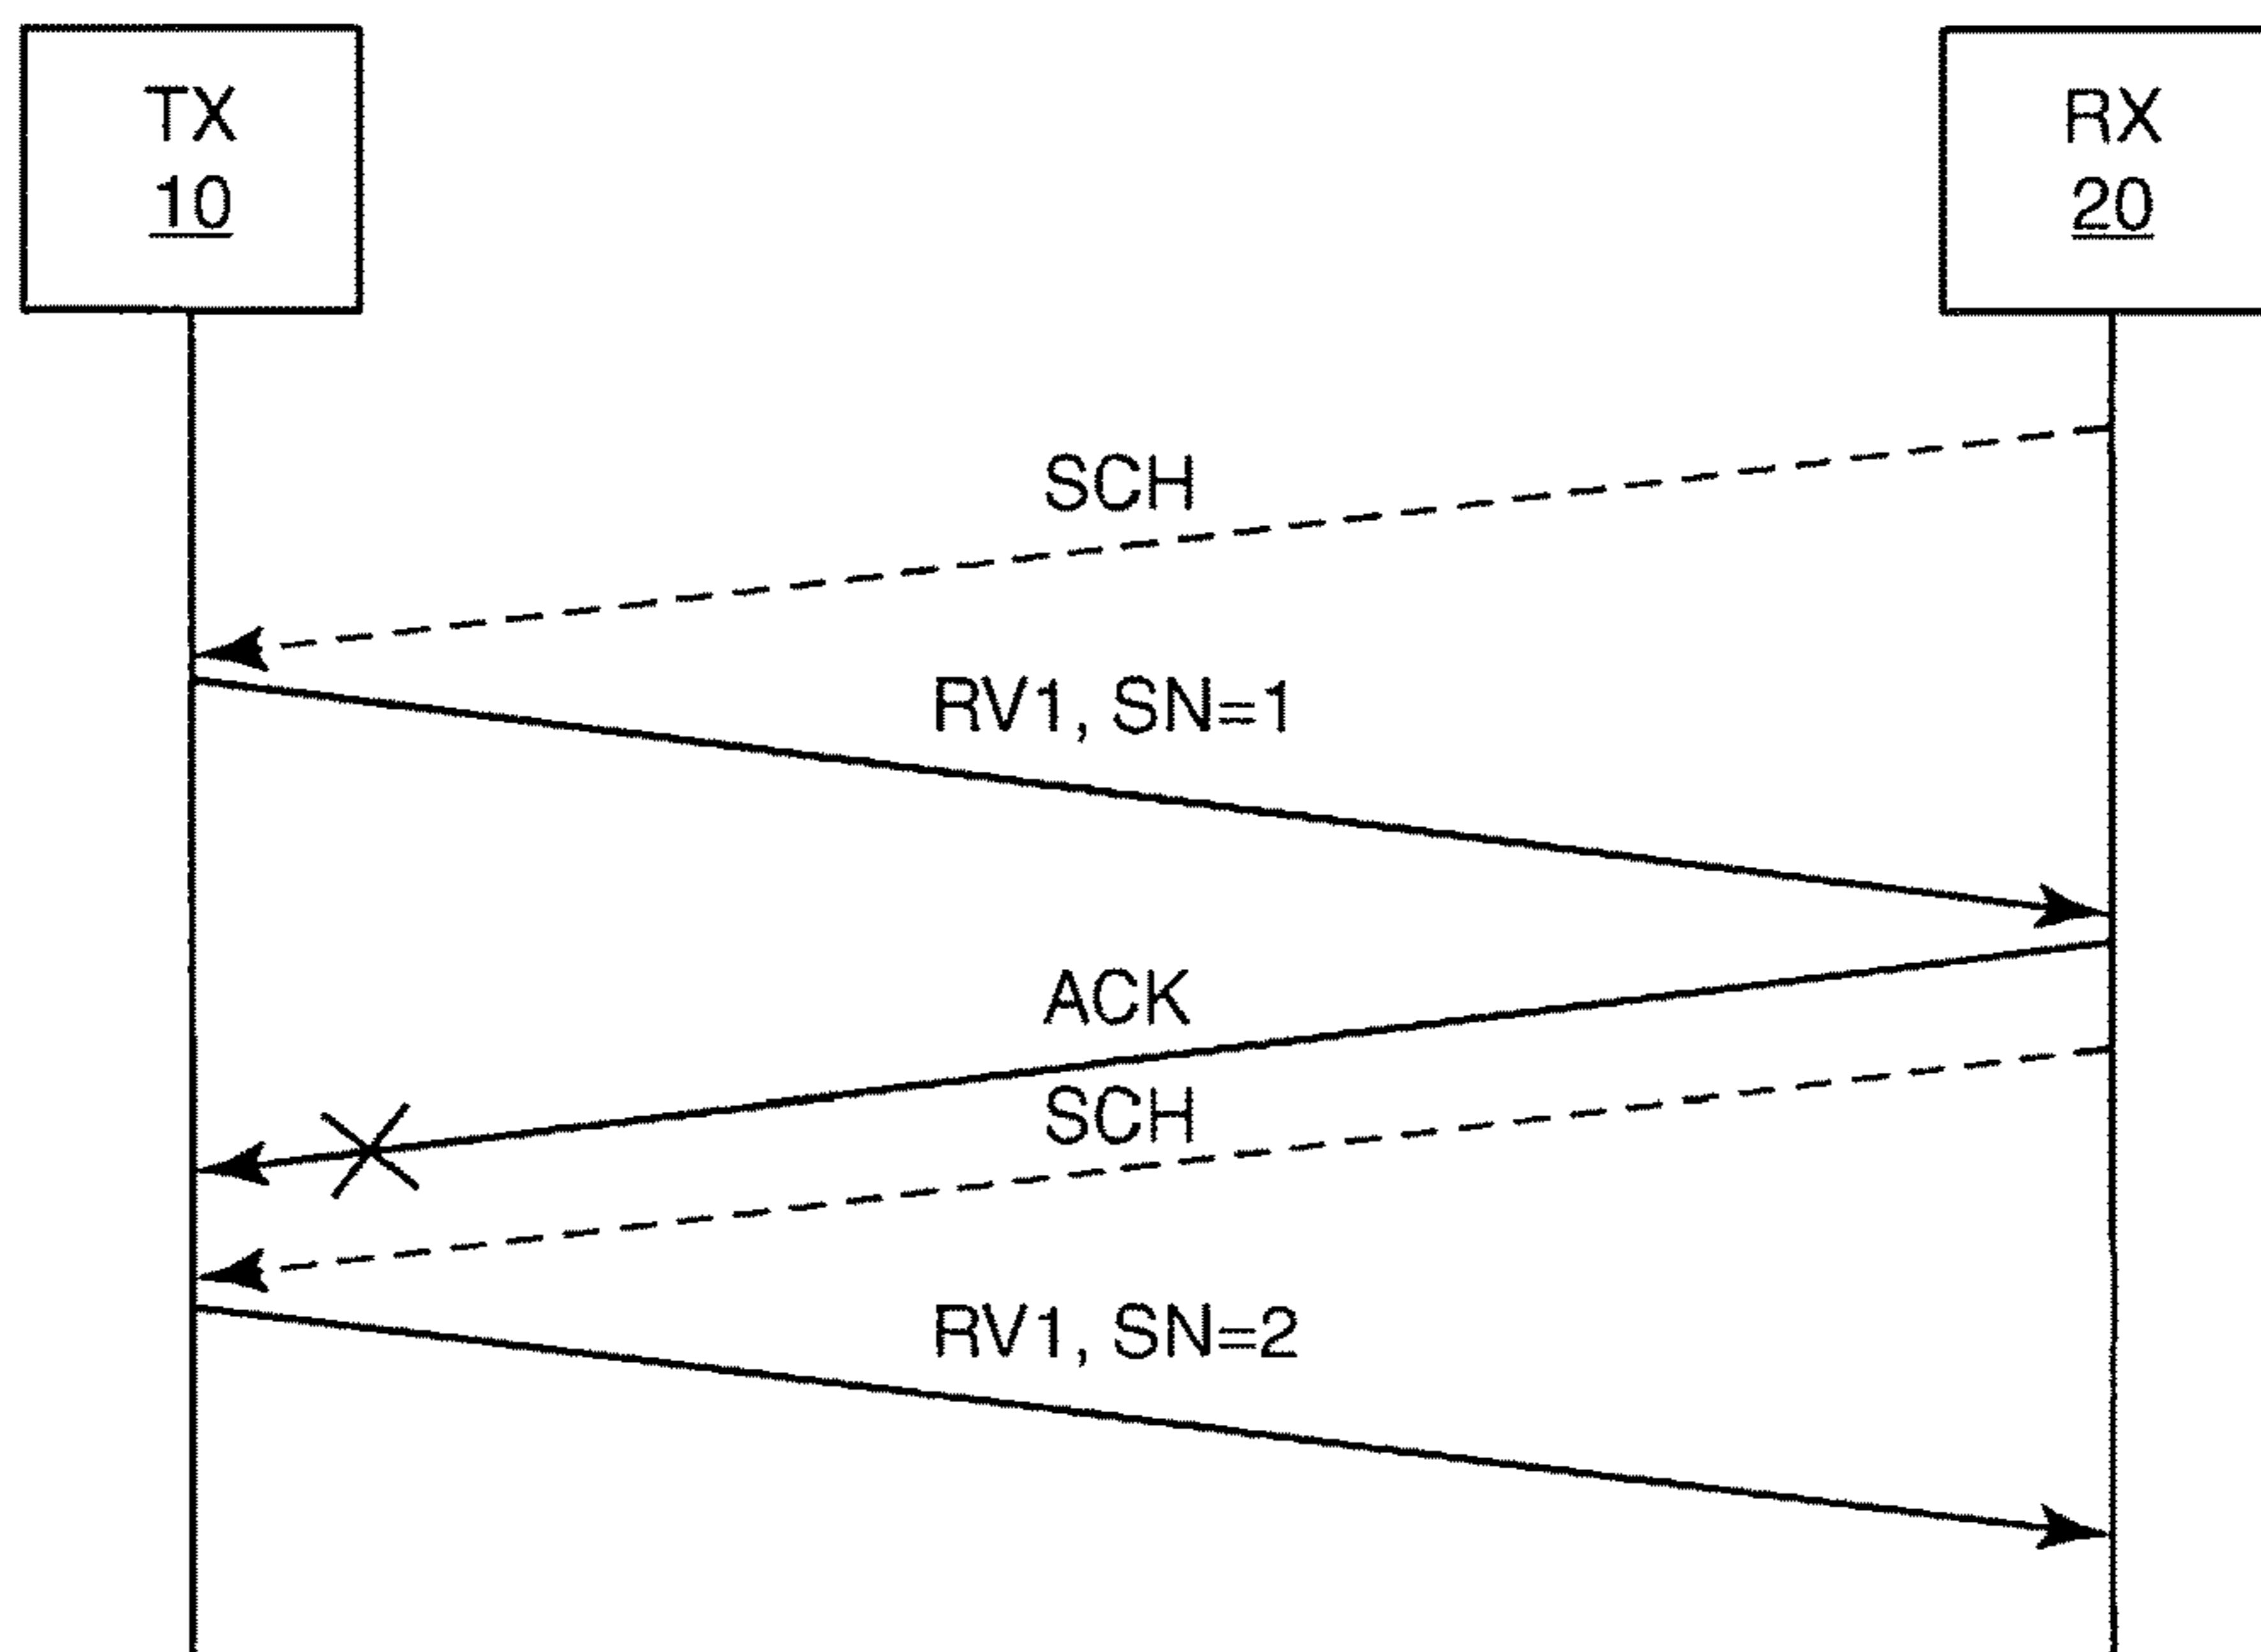 TX
10
RX
20
SCH
RV1, SN=1
ACK
SCH
RV1, SN=2